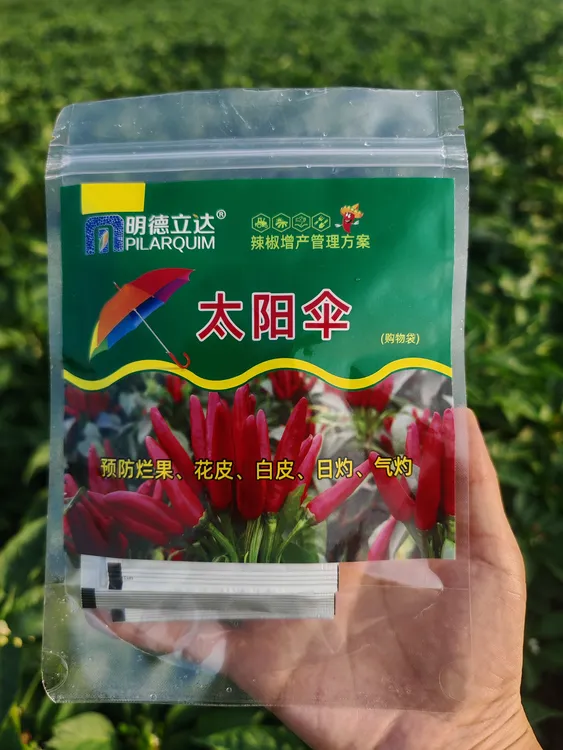 明德立达®
PILARQUIM
辣椒增产管理方案
太阳伞
(购物袋)
预防烂果、花皮、白皮、日灼、气灼